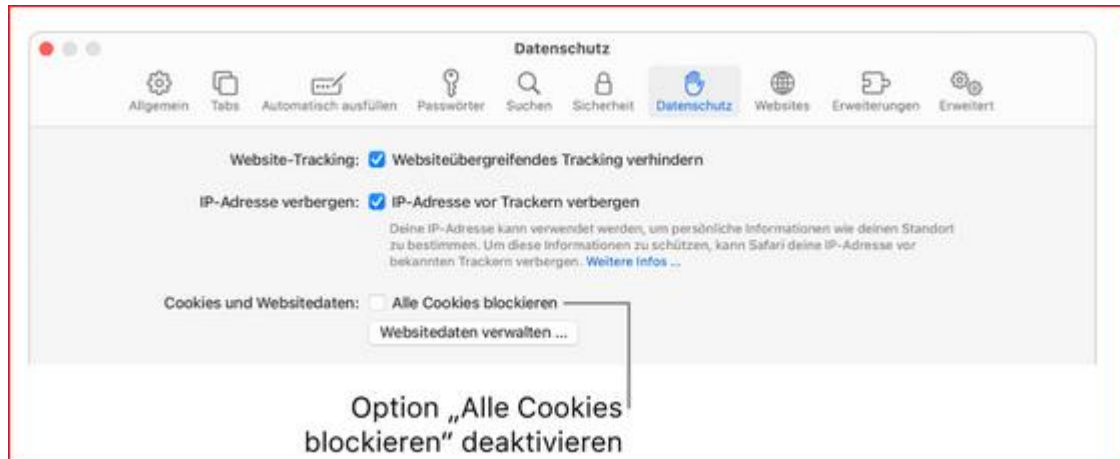 Datenschutz
Allgemein Tabs Automatisch ausfüllen Passwörter Suchen Sicherheit Datenschutz Websites Erweiterungen Erweitert
Website-Tracking: Websiteübergreifendes Tracking verhindern
IP-Adresse verbergen: IP-Adresse vor Trackern verbergen
Deine IP-Adresse kann verwendet werden, um persönliche Informationen wie deinen Standort
zu bestimmen. Um diese Informationen zu schützen, kann Safari deine IP-Adresse vor
bekannten Trackern verbergen. Weitere Infos ...
Cookies und Websitedaten: Alle Cookies blockieren
Websitedaten verwalten ...
Option „Alle Cookies
blockieren“ deaktivieren